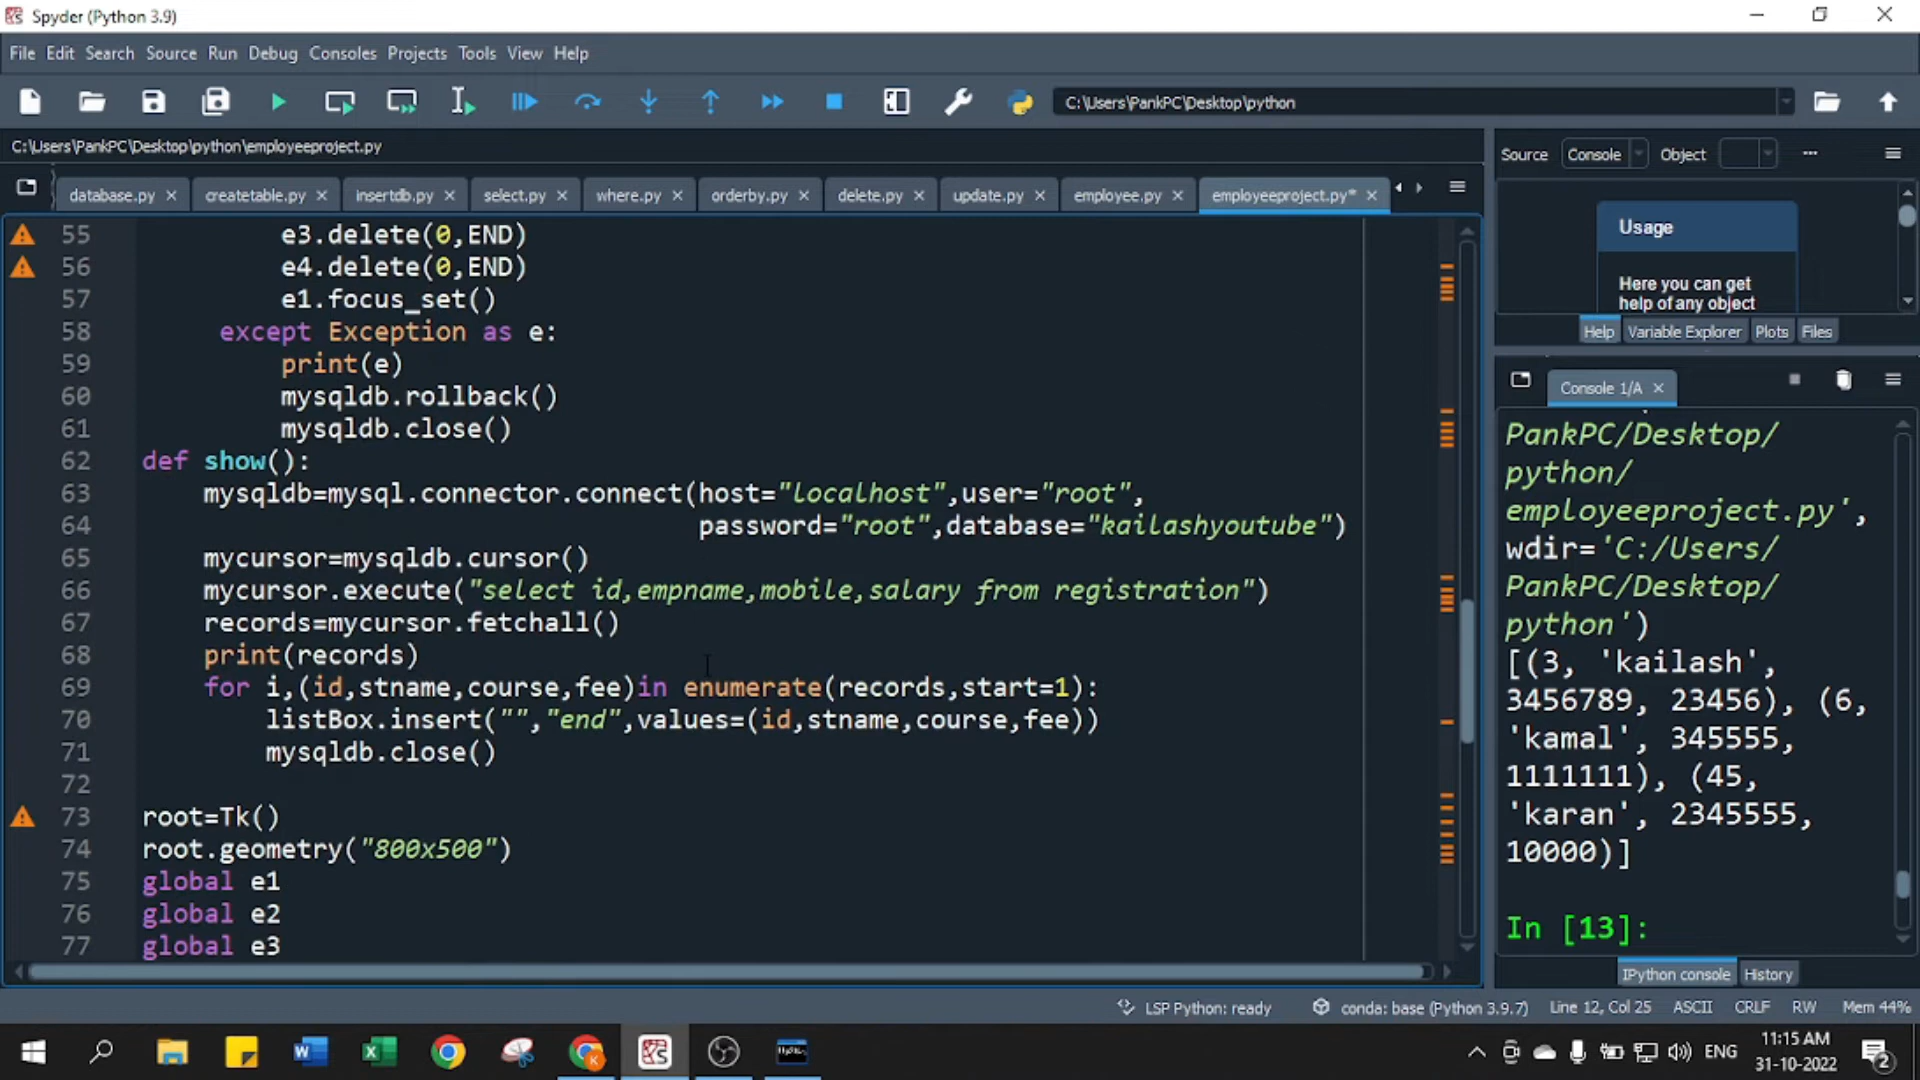 Spyder (Python 3.9)
File Edit Search Source Run Debug Consoles Projects Tools View Help
C:\Users\PankPC\Desktop\python
C:\Users\PankPC\Desktop\python\employeeproject.py
database.py createtable.py insertdb.py select.py where.py orderby.py delete.py update.py employee.py employeeproject.py*
55 e3.delete(0,END)
56 e4.delete(0,END)
57 e1.focus_set()
58 except Exception as e:
59 print(e)
60 mysqldb.rollback()
61 mysqldb.close()
62 def show():
63 mysqldb=mysql.connector.connect(host="localhost",user="root",
64 password="root",database="kailashyoutube")
65 mycursor=mysqldb.cursor()
66 mycursor.execute("select id,empname,mobile,salary from registration")
67 records=mycursor.fetchall()
68 print(records)
69 for i,(id,stname,course,fee)in enumerate(records,start=1):
70 listBox.insert("","end",values=(id,stname,course,fee))
71 mysqldb.close()
72
73 root=Tk()
74 root.geometry("800x500")
75 global e1
76 global e2
77 global e3
Source Console Object
Usage
Here you can get
help of any object
Help Variable Explorer Plots Files
Console 1/A
PankPC/Desktop/
python/
employeeproject.py',
wdir='C:/Users/
PankPC/Desktop/
python')
[(3, 'kailash',
3456789, 23456), (6,
'kamal', 345555,
1111111), (45,
'karan', 2345555,
10000)]
In [13]:
IPython console History
LSP Python: ready conda: base (Python 3.9.7) Line 12, Col 25 ASCII CRLF RW Mem 44%
ENG
11:15 AM
31-10-2022
2